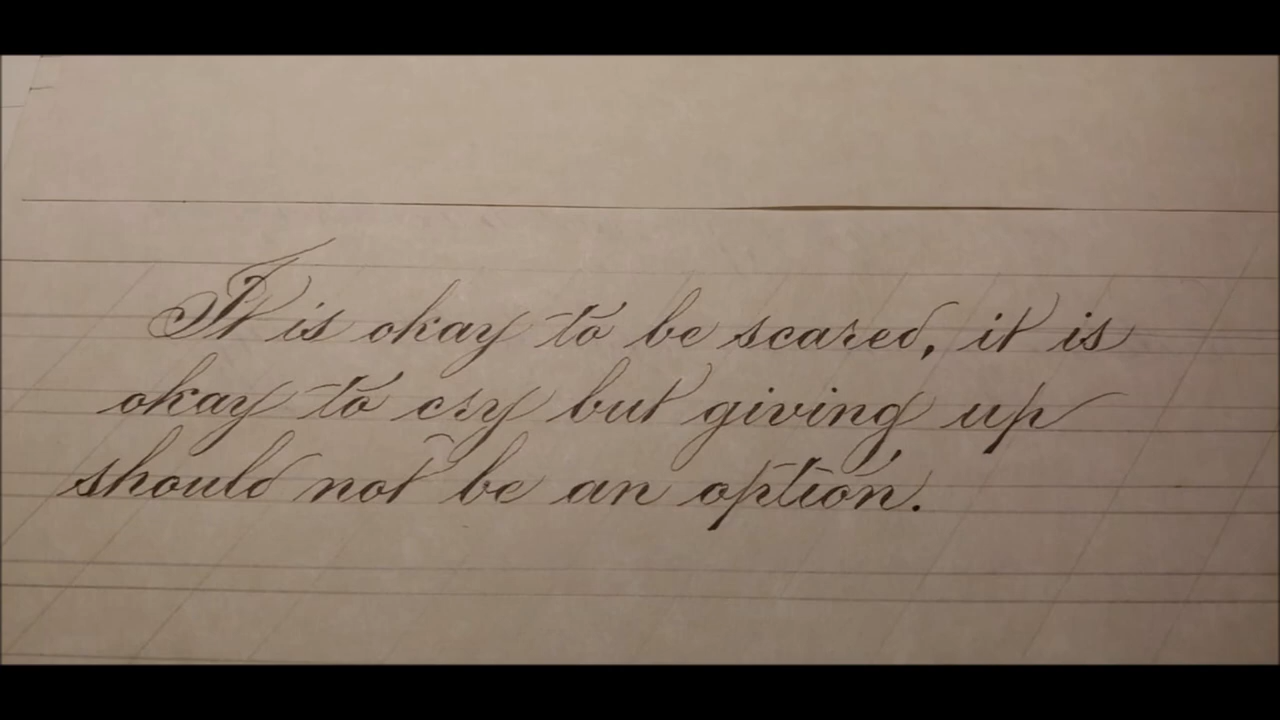 It is okay to be scared, it is
okay to cry but giving up
should not be an option.